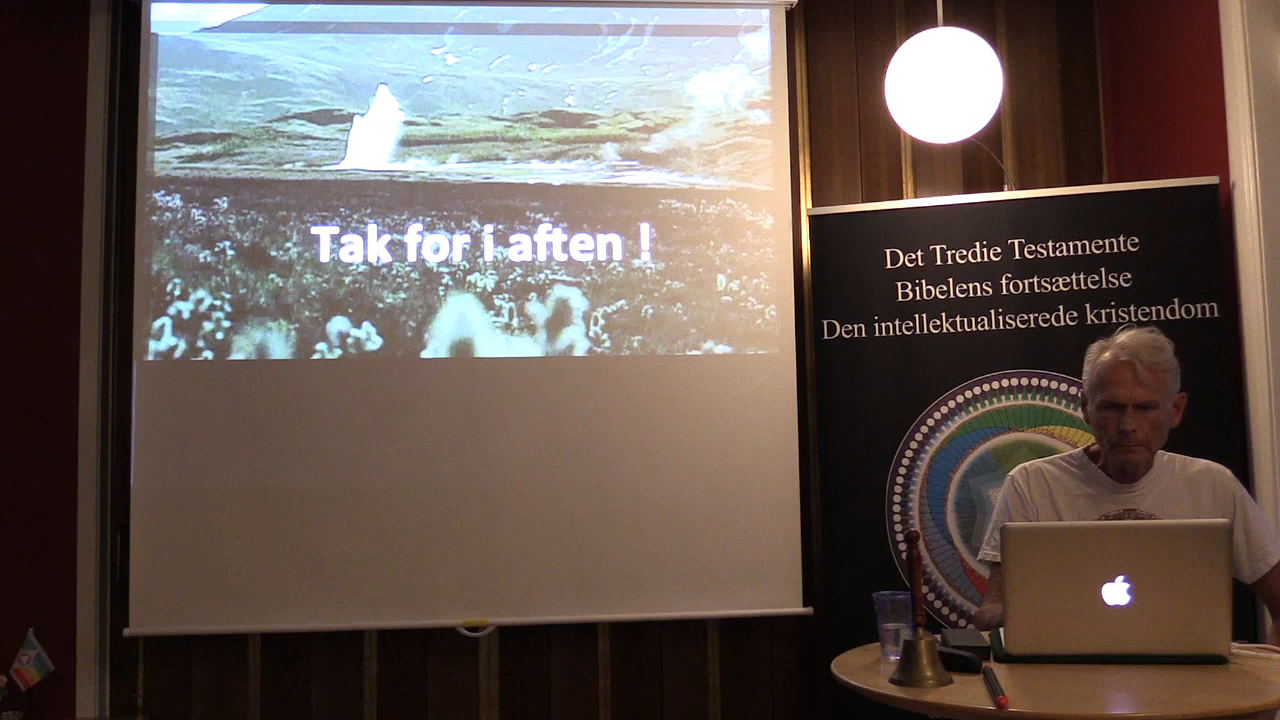 Tak for i aften !
Det Tredie Testamente
Bibelens fortsættelse
Den intellektualiserede kristendom